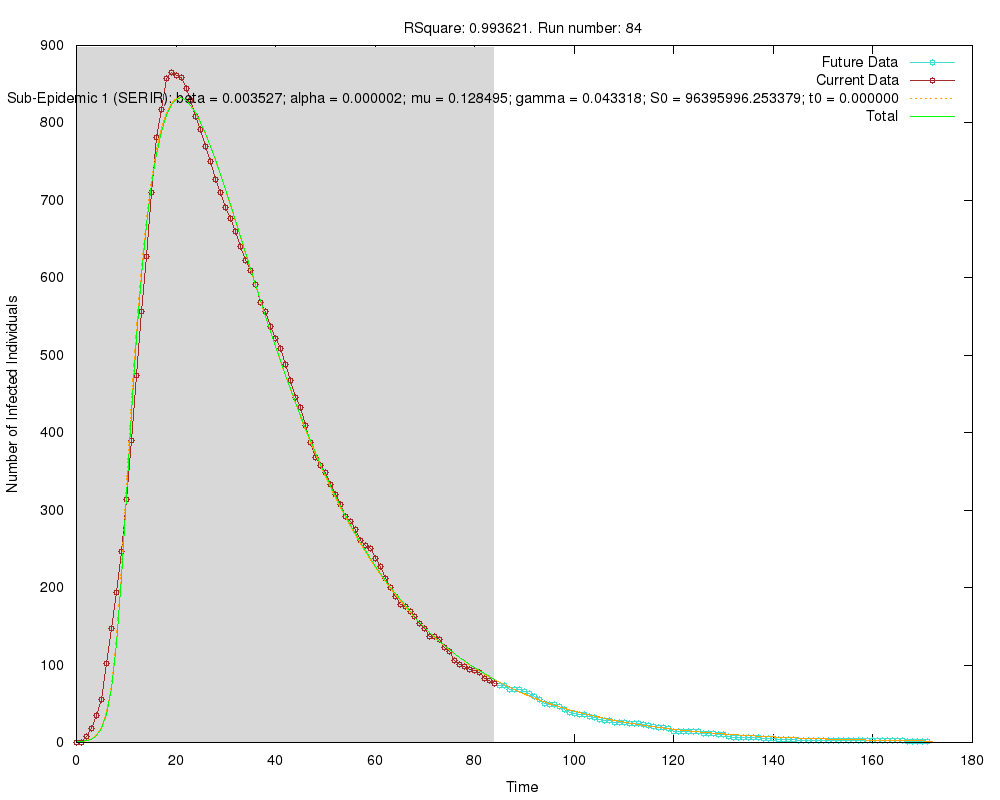 RSquare: 0.993621. Run number: 84
900
800
700
600
500
400
300
200
100
0
Number of Infected Individuals
Future Data
Current Data
Sub-Epidemic 1 (SERIR): beta = 0.003527; alpha = 0.000002; mu = 0.128495; gamma = 0.043318; S0 = 96395996.253379; t0 = 0.000000
Total
0 20 40 60 80 100 120 140 160 180
Time